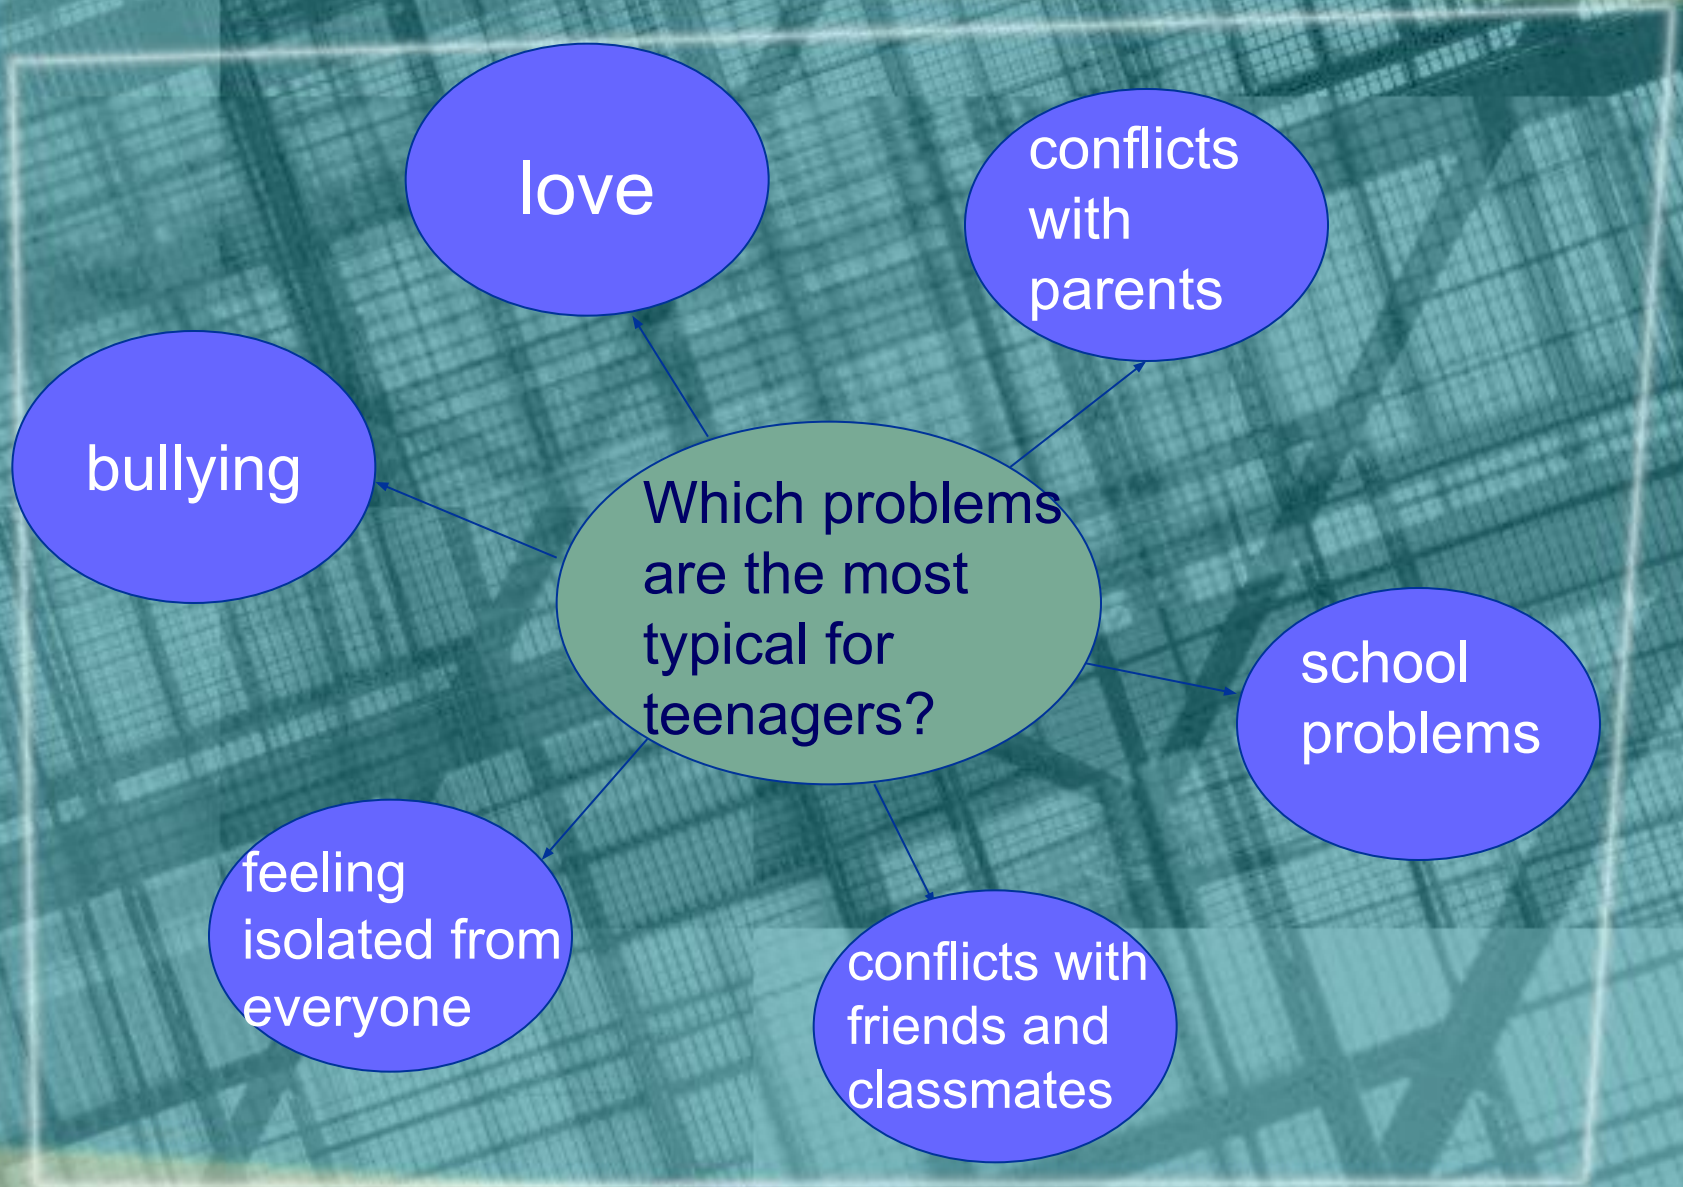 love
conflicts
with
parents
bullying
Which problems
are the most
typical for
teenagers?
school
problems
feeling
isolated from
everyone
conflicts with
friends and
classmates